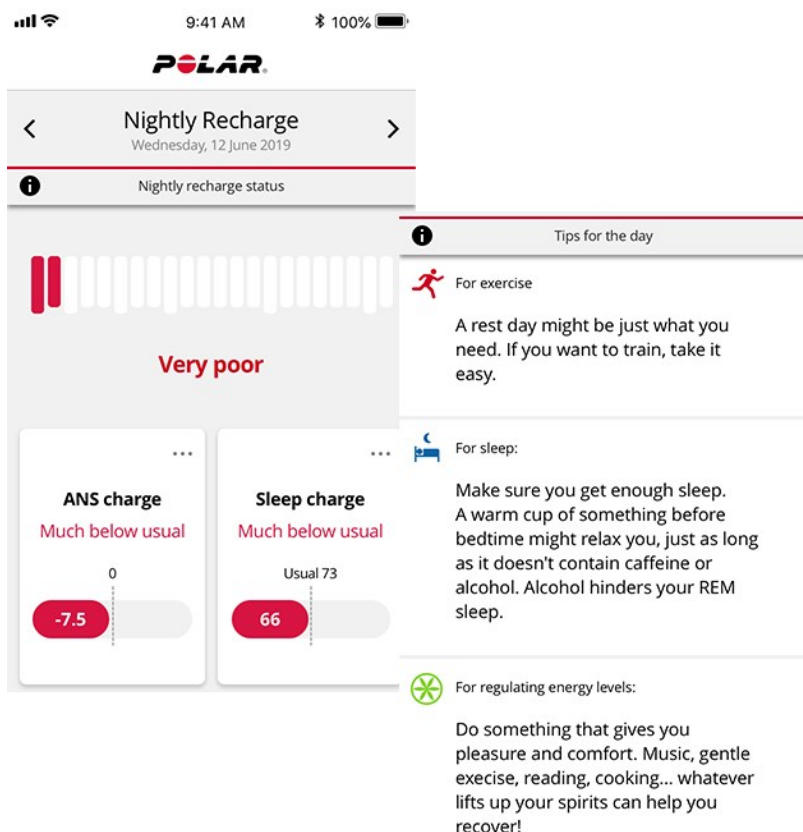 9:41 AM
100%
POLAR
Nightly Recharge
Wednesday, 12 June 2019
Nightly recharge status
Very poor
ANS charge
Much below usual
0
-7.5
Sleep charge
Much below usual
Usual 73
66
Tips for the day
For exercise
A rest day might be just what you
need. If you want to train, take it
easy.
For sleep:
Make sure you get enough sleep.
A warm cup of something before
bedtime might relax you, just as long
as it doesn't contain caffeine or
alcohol. Alcohol hinders your REM
sleep.
For regulating energy levels:
Do something that gives you
pleasure and comfort. Music, gentle
execise, reading, cooking... whatever
lifts up your spirits can help you
recover!